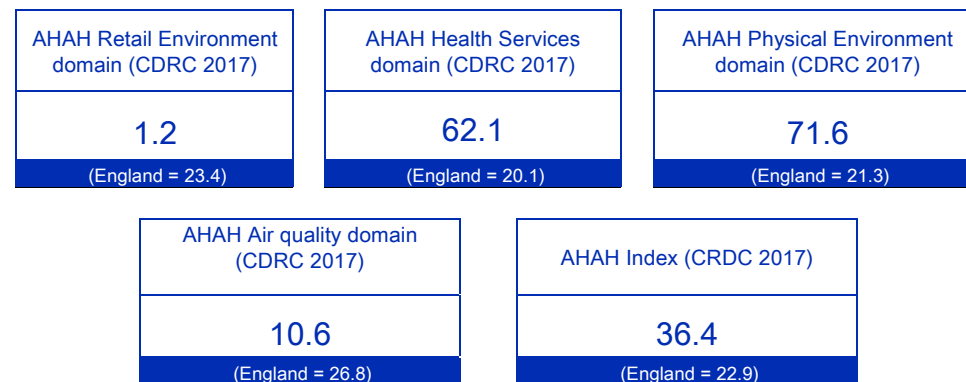 AHAH Retail Environment
domain (CDRC 2017)
1.2
(England = 23.4)
AHAH Health Services
domain (CDRC 2017)
62.1
(England = 20.1)
AHAH Physical Environment
domain (CDRC 2017)
71.6
(England = 21.3)
AHAH Air quality domain
(CDRC 2017)
10.6
(England = 26.8)
AHAH Index (CRDC 2017)
36.4
(England = 22.9)